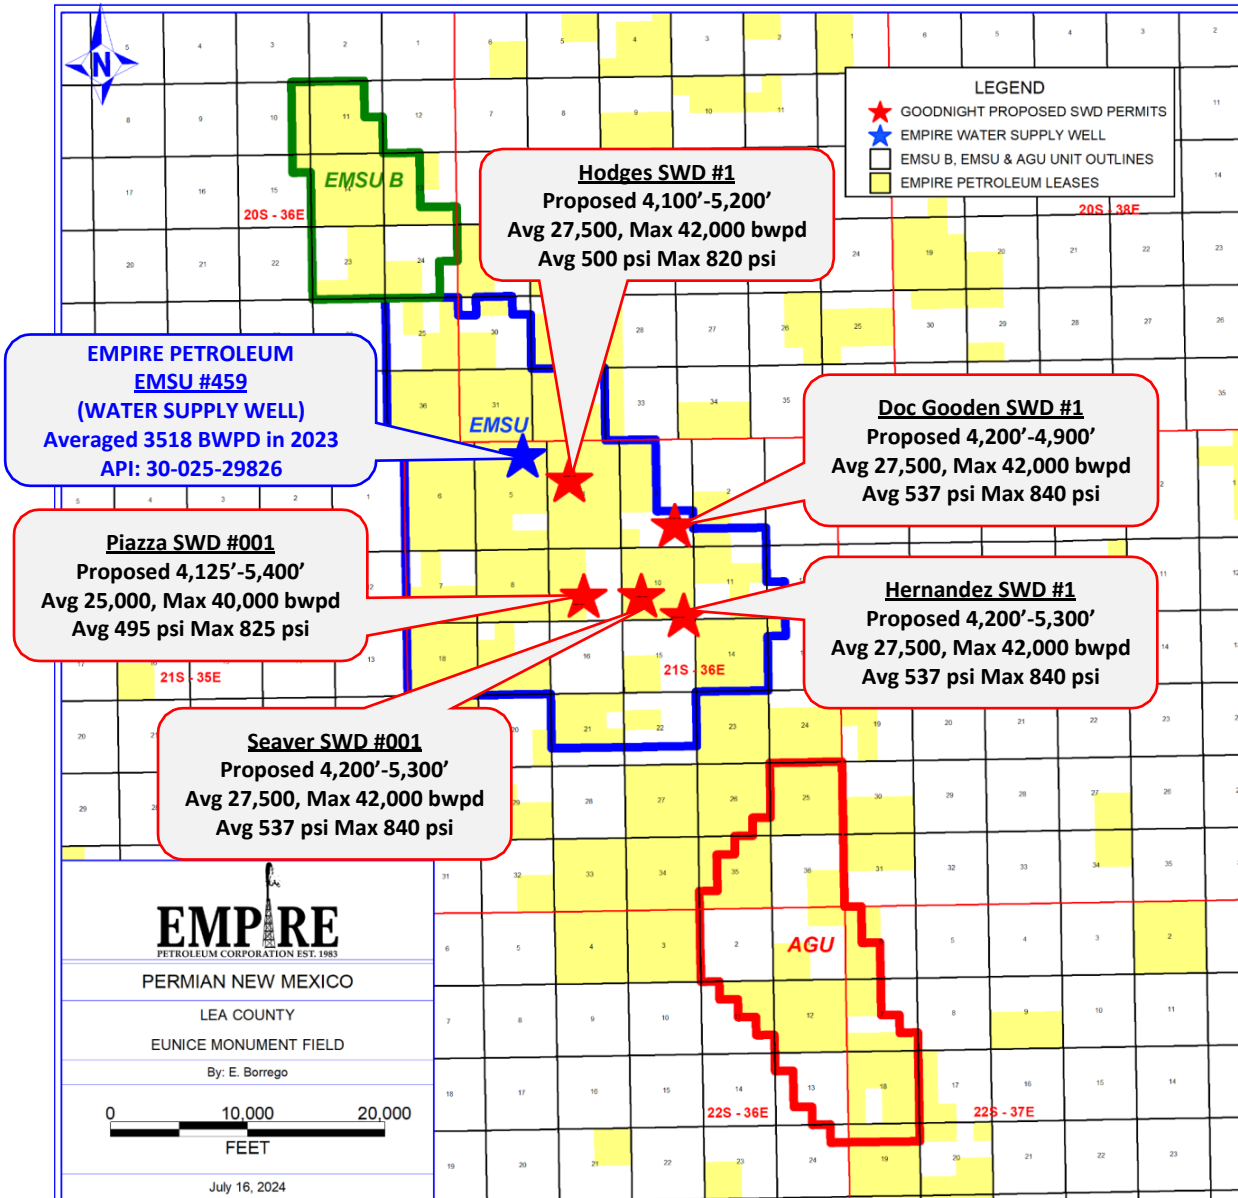 N
LEGEND
GOODNIGHT PROPOSED SWD PERMITS
EMPIRE WATER SUPPLY WELL
EMSU B, EMSU & AGU UNIT OUTLINES
EMPIRE PETROLEUM LEASES
EMSU B
20S - 36E
20S - 38E
Hodges SWD #1
Proposed 4,100’-5,200’
Avg 27,500, Max 42,000 bwpd
Avg 500 psi Max 820 psi
EMPIRE PETROLEUM
EMSU #459
(WATER SUPPLY WELL)
Averaged 3518 BWPD in 2023
API: 30-025-29826
EMSU
Doc Gooden SWD #1
Proposed 4,200’-4,900’
Avg 27,500, Max 42,000 bwpd
Avg 537 psi Max 840 psi
Piazza SWD #001
Proposed 4,125’-5,400’
Avg 25,000, Max 40,000 bwpd
Avg 495 psi Max 825 psi
Hernandez SWD #1
Proposed 4,200’-5,300’
Avg 27,500, Max 42,000 bwpd
Avg 537 psi Max 840 psi
21S - 35E
21S - 36E
Seaver SWD #001
Proposed 4,200’-5,300’
Avg 27,500, Max 42,000 bwpd
Avg 537 psi Max 840 psi
AGU
22S - 36E
22S - 37E
EMPIRE
PETROLEUM CORPORATION EST. 1983
PERMIAN NEW MEXICO
LEA COUNTY
EUNICE MONUMENT FIELD
By: E. Borrego
0 10,000 20,000
FEET
July 16, 2024